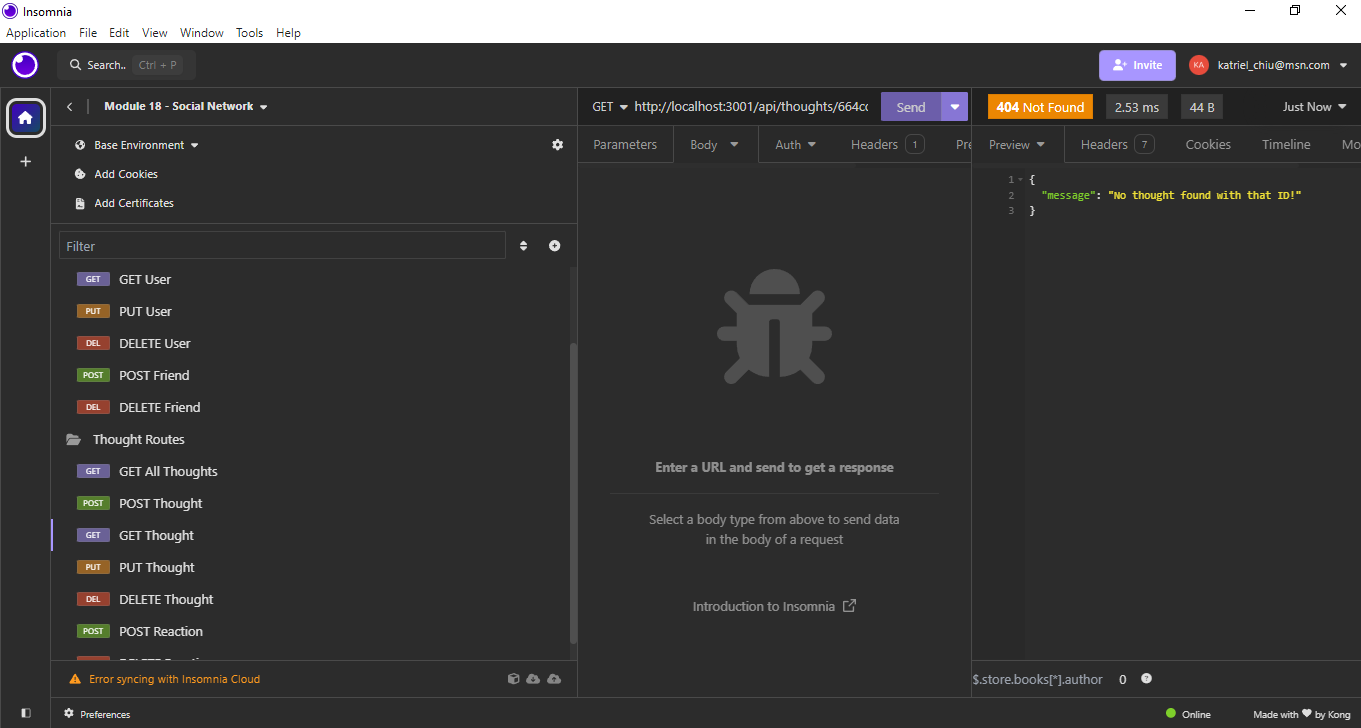 Insomnia
Application File Edit View Window Tools Help
Search.. Ctrl + P
Invite
KA katriel_chiu@msn.com
Module 18 - Social Network
GET http://localhost:3001/api/thoughts/664cc
Send
404 Not Found 2.53 ms 44 B Just Now
Base Environment
Add Cookies
Add Certificates
Parameters Body Auth Headers 1 Pre
Preview Headers 7 Cookies Timeline Mo
1 {
2 "message": "No thought found with that ID!"
3 }
Filter
GET GET User
PUT PUT User
DEL DELETE User
POST POST Friend
DEL DELETE Friend
Thought Routes
GET GET All Thoughts
POST POST Thought
GET GET Thought
PUT PUT Thought
DEL DELETE Thought
POST POST Reaction
Enter a URL and send to get a response
Select a body type from above to send data
in the body of a request
Introduction to Insomnia
Error syncing with Insomnia Cloud
$.store.books[*].author 0 ?
Preferences
Online
Made with ❤ by Kong